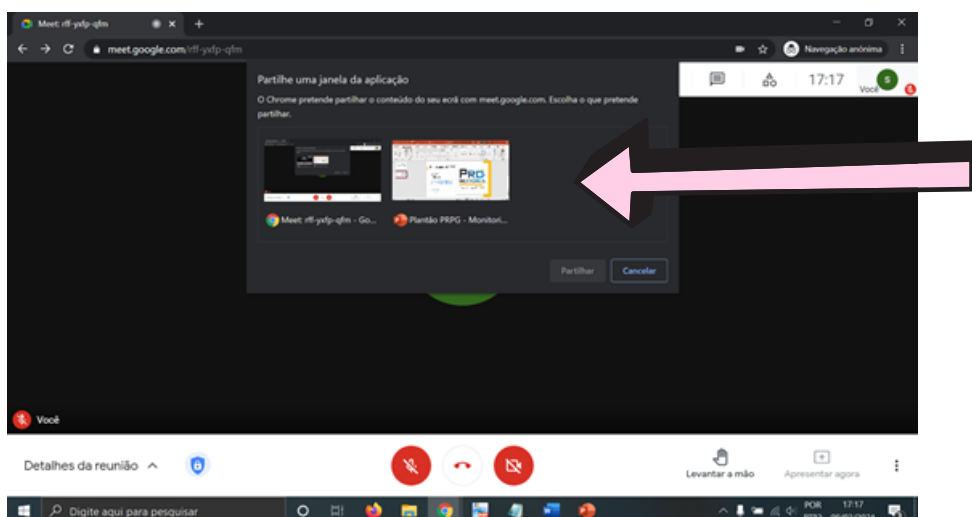 Meet: rff-yxfp-qfm
meet.google.com/rff-yxfp-qfm
Navegação anónima
Partilhe uma janela da aplicação
O Chrome pretende partilhar o conteúdo do seu ecrã com meet.google.com. Escolha o que pretende
partilhar.
17:17
Você
S
PRO
Meet: rff-yxfp-qfm - Go...
Plantão PRPG - Monitori...
Partilhar
Cancelar
Você
Detalhes da reunião
Levantar a mão
Apresentar agora
Digite aqui para pesquisar
POR
17:17